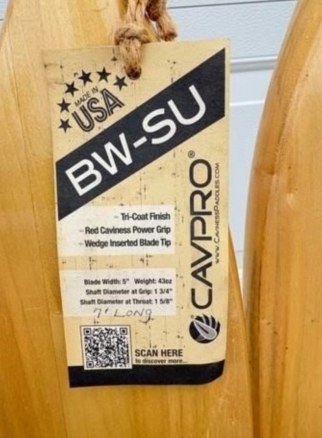 MADE IN
USA
BW-SU
- Tri-Coat Finish
- Red Caviness Power Grip
- Wedge Inserted Blade Tip
Blade Width: 5" Weight: 43oz
Shaft Diameter at Grip: 1 3/4"
Shaft Diameter at Throat: 1 5/8"
7' LONG
SCAN HERE
to discover more...
CAVPRO®
www.CavinessPaddles.com